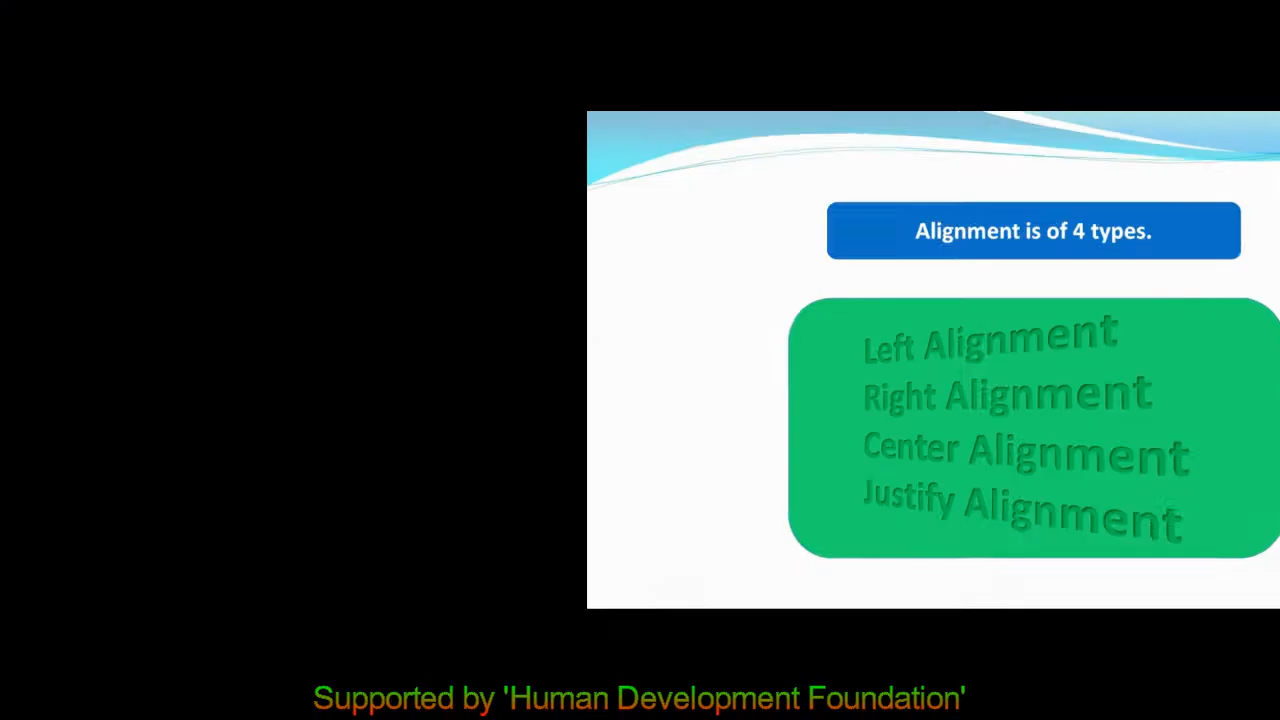 Alignment is of 4 types.
Left Alignment
Right Alignment
Center Alignment
Justify Alignment
Supported by 'Human Development Foundation'